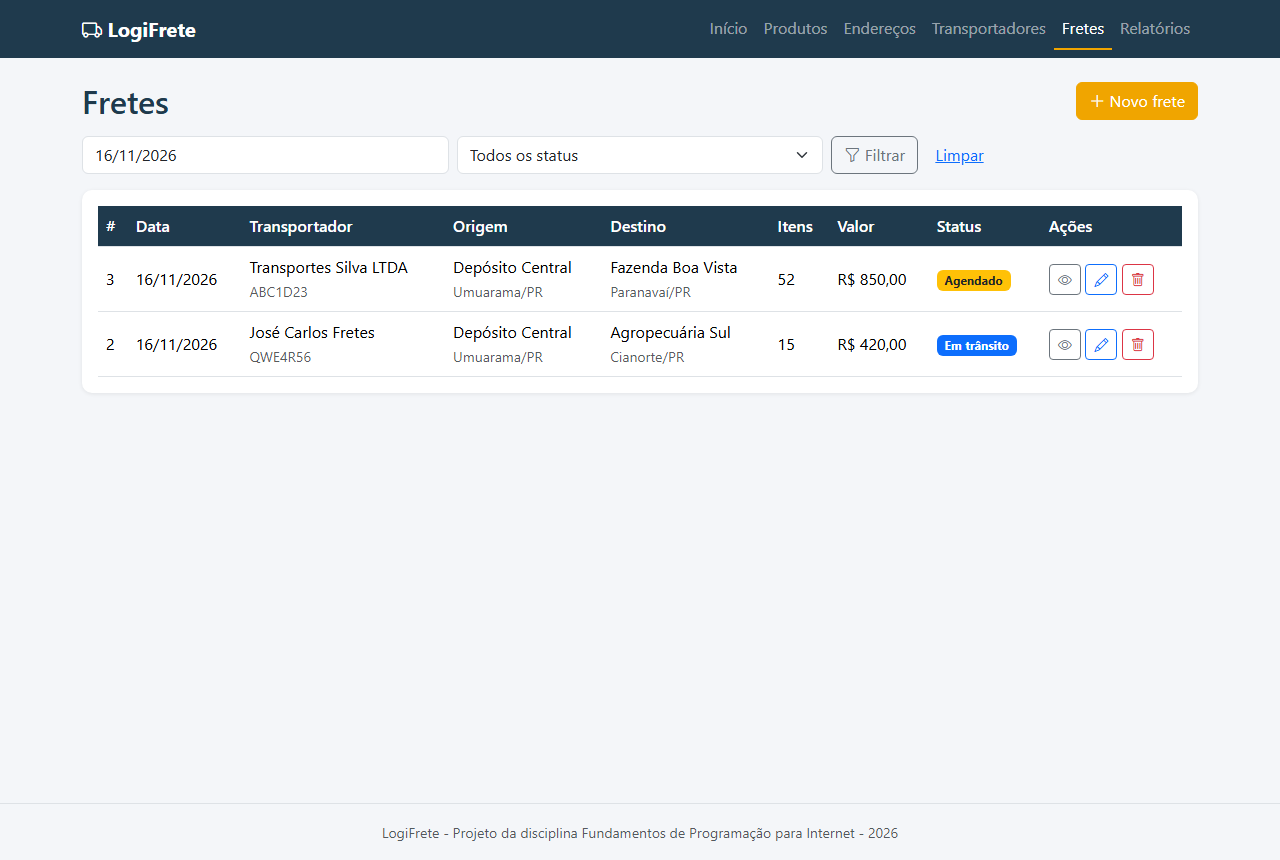 LogiFrete Início Produtos Endereços Transportadores Fretes Relatórios
Fretes + Novo frete
16/11/2026 Todos os status Filtrar Limpar
# Data Transportador Origem Destino Itens Valor Status Ações
3 16/11/2026 Transportes Silva LTDA Depósito Central Fazenda Boa Vista 52 R$ 850,00 Agendado
ABC1D23 Umuarama/PR Paranavaí/PR
2 16/11/2026 José Carlos Fretes Depósito Central Agropecuária Sul 15 R$ 420,00 Em trânsito
QWE4R56 Umuarama/PR Cianorte/PR
LogiFrete - Projeto da disciplina Fundamentos de Programação para Internet - 2026